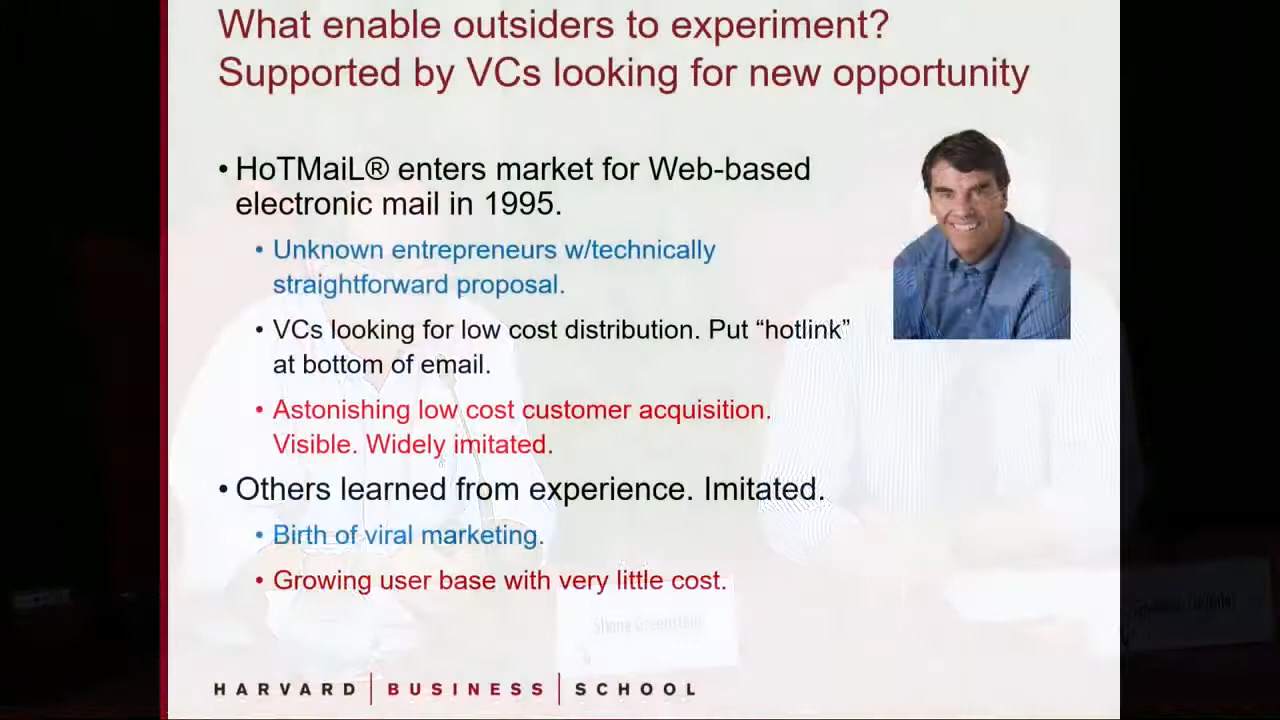 What enable outsiders to experiment?
Supported by VCs looking for new opportunity
• HoTMaiL® enters market for Web-based
electronic mail in 1995.
• Unknown entrepreneurs w/technically
straightforward proposal.
• VCs looking for low cost distribution. Put “hotlink”
at bottom of email.
• Astonishing low cost customer acquisition.
Visible. Widely imitated.
• Others learned from experience. Imitated.
• Birth of viral marketing.
• Growing user base with very little cost.
Shane Greenstein
HARVARD | BUSINESS | SCHOOL